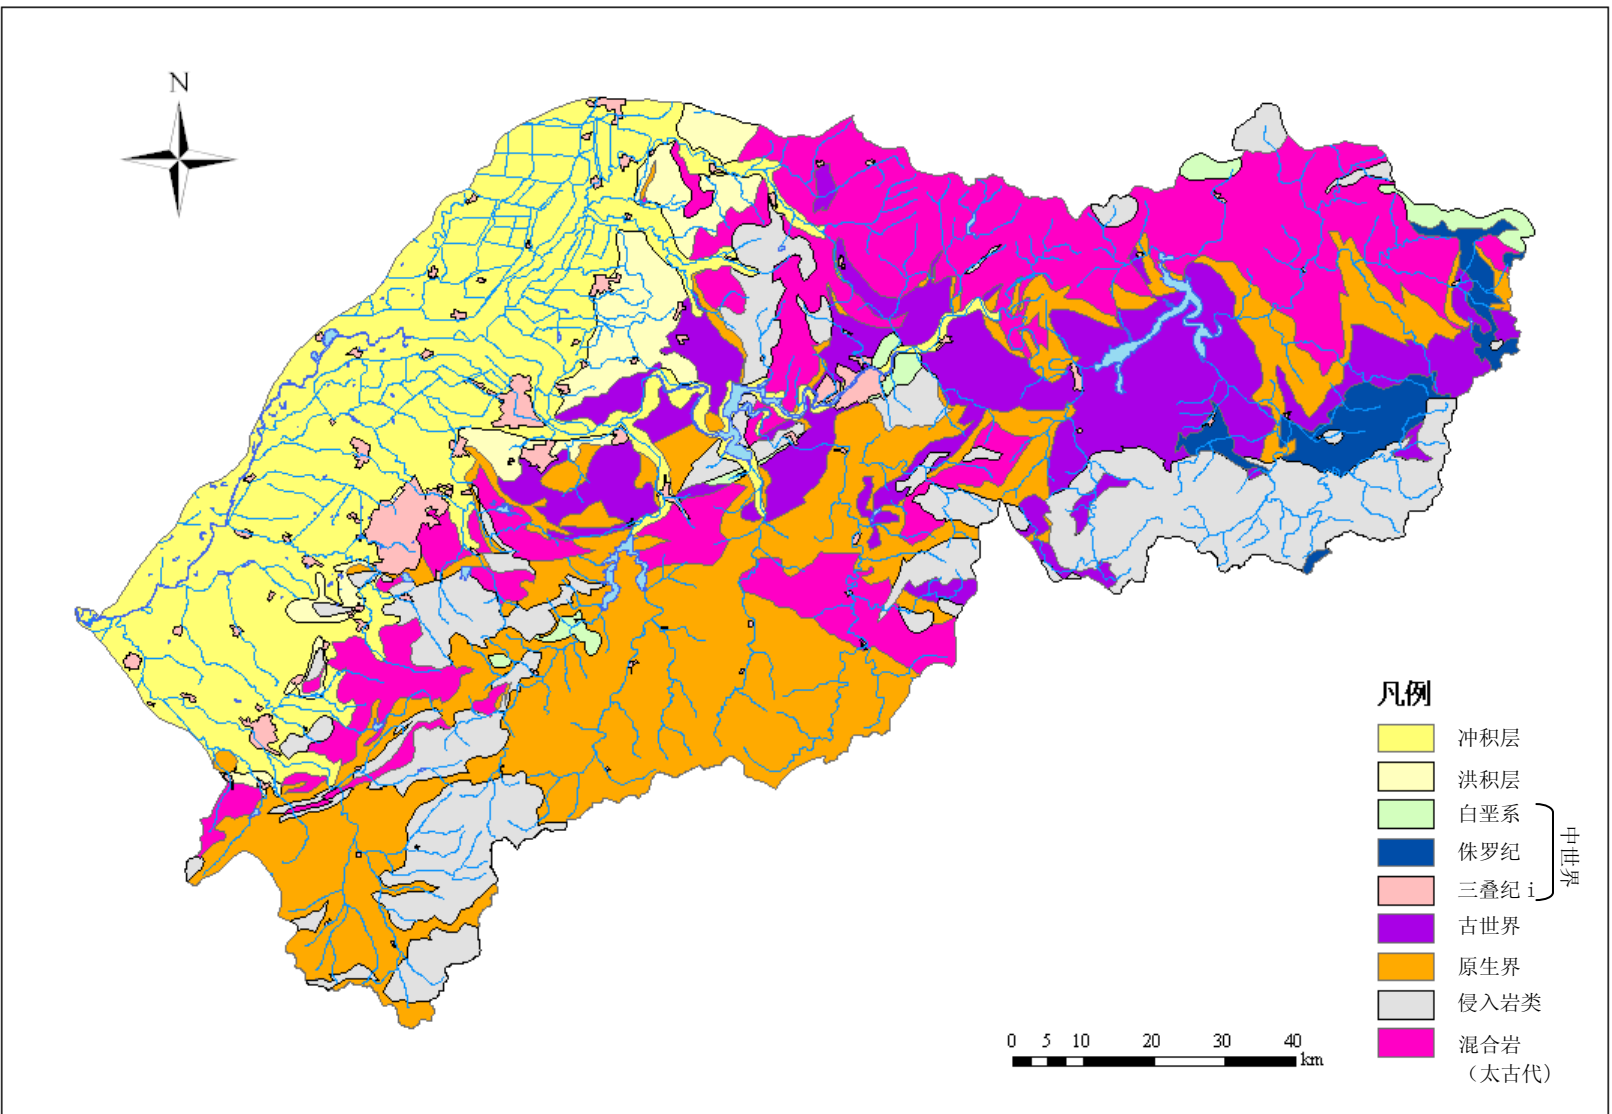 N
凡例
冲积层
洪积层
白垩系
侏罗纪
三叠纪 i
中世界
古世界
原生界
侵入岩类
混合岩
（太古代）
0 5 10 20 30 40
km